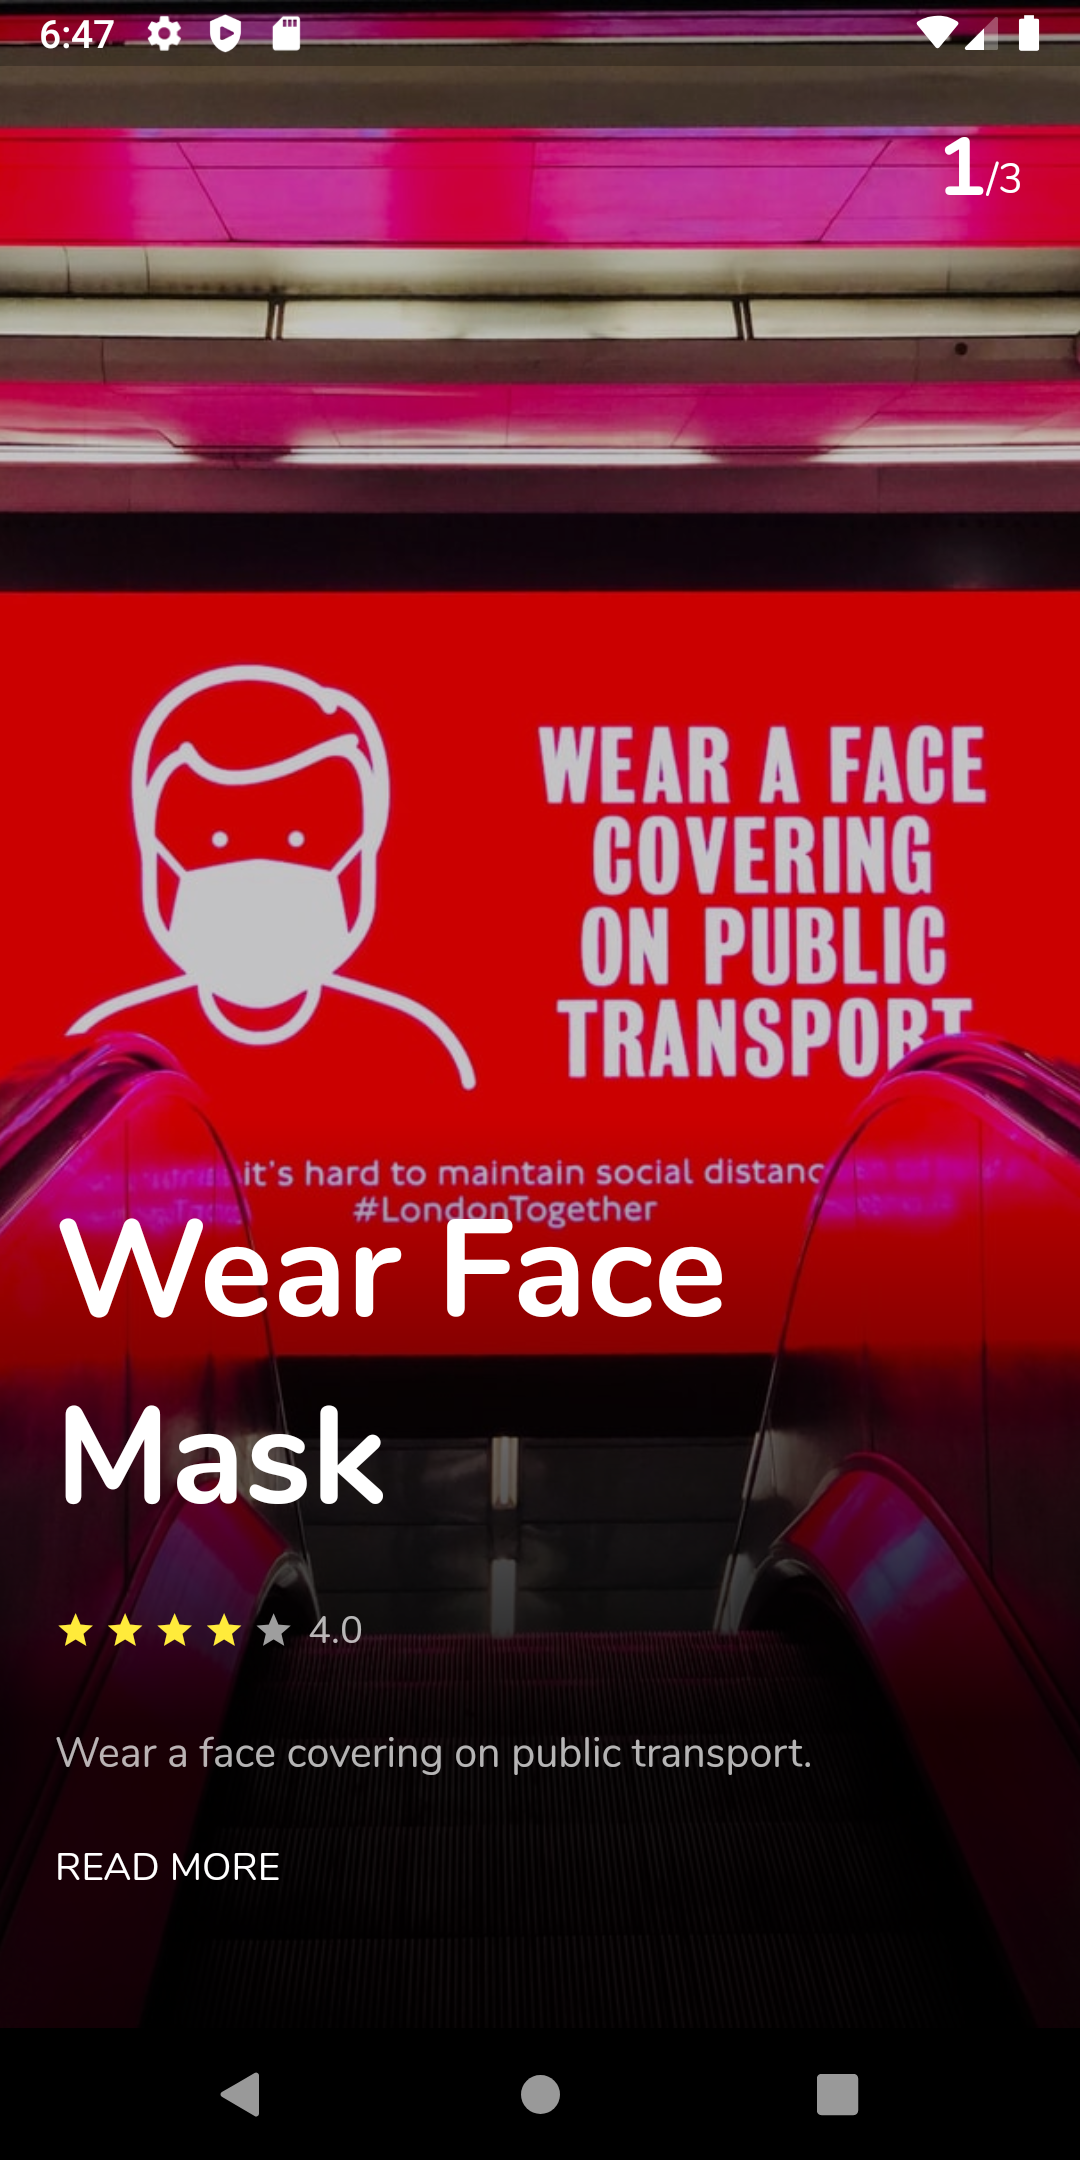 6:47
1/3
WEAR A FACE
COVERING
ON PUBLIC
TRANSPORT
it's hard to maintain social
#LondonTogether
Wear Face
Mask
4.0
Wear a face covering on public transport.
READ MORE